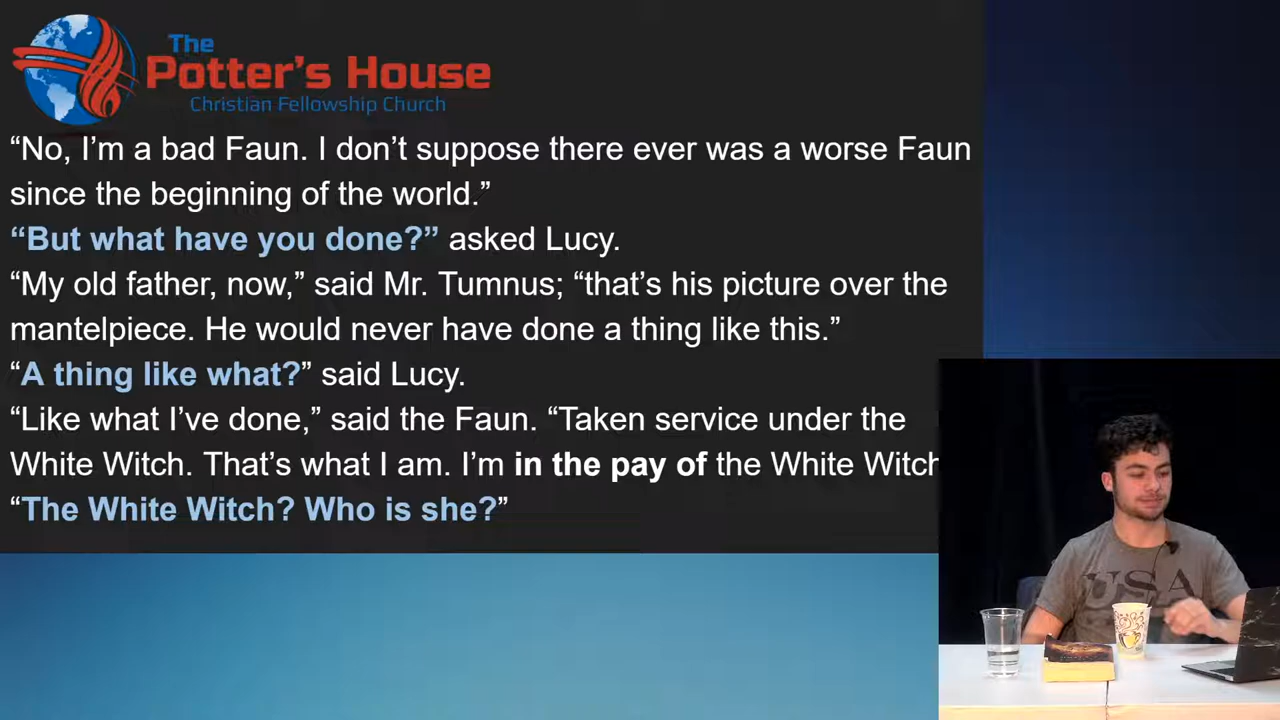 The
Potter's House
Christian Fellowship Church
“No, I’m a bad Faun. I don’t suppose there ever was a worse Faun
since the beginning of the world.”
“But what have you done?” asked Lucy.
“My old father, now,” said Mr. Tumnus; “that’s his picture over the
mantelpiece. He would never have done a thing like this.”
“A thing like what?” said Lucy.
“Like what I’ve done,” said the Faun. “Taken service under the
White Witch. That’s what I am. I’m in the pay of the White Witch
“The White Witch? Who is she?”
USA